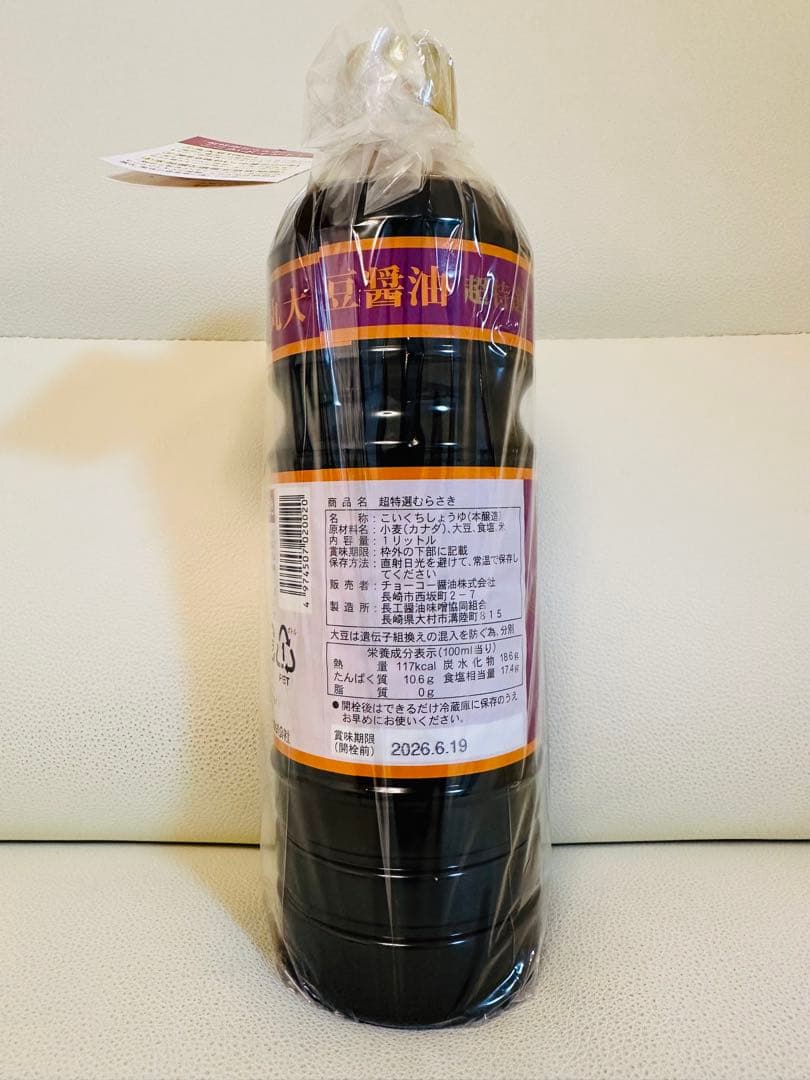 大豆醤油 超特選
商品名 超特選むらさき
名称:こいくちしょうゆ(本醸造)
原材料名:小麦(カナダ)、大豆、食塩、米
内容量:1リットル
賞味期限:枠外の下部に記載
保存方法:直射日光を避けて、常温で保存し
てください
販売者:チョーコー醤油株式会社
長崎市西坂町2-7
製造所:長工醤油味噌協同組合
長崎県大村市溝陸町815
大豆は遺伝子組換えの混入を防ぐ為、分別
栄養成分表示(100ml当り)
熱量 117kcal 炭水化物 18.6g
たんぱく質 10.6g 食塩相当量 17.4g
脂質 0g
●開栓後はできるだけ冷蔵庫に保存のうえ
お早めにお使いください。
賞味期限
(開栓前) 2026.6.19
4 974507 020020
PET